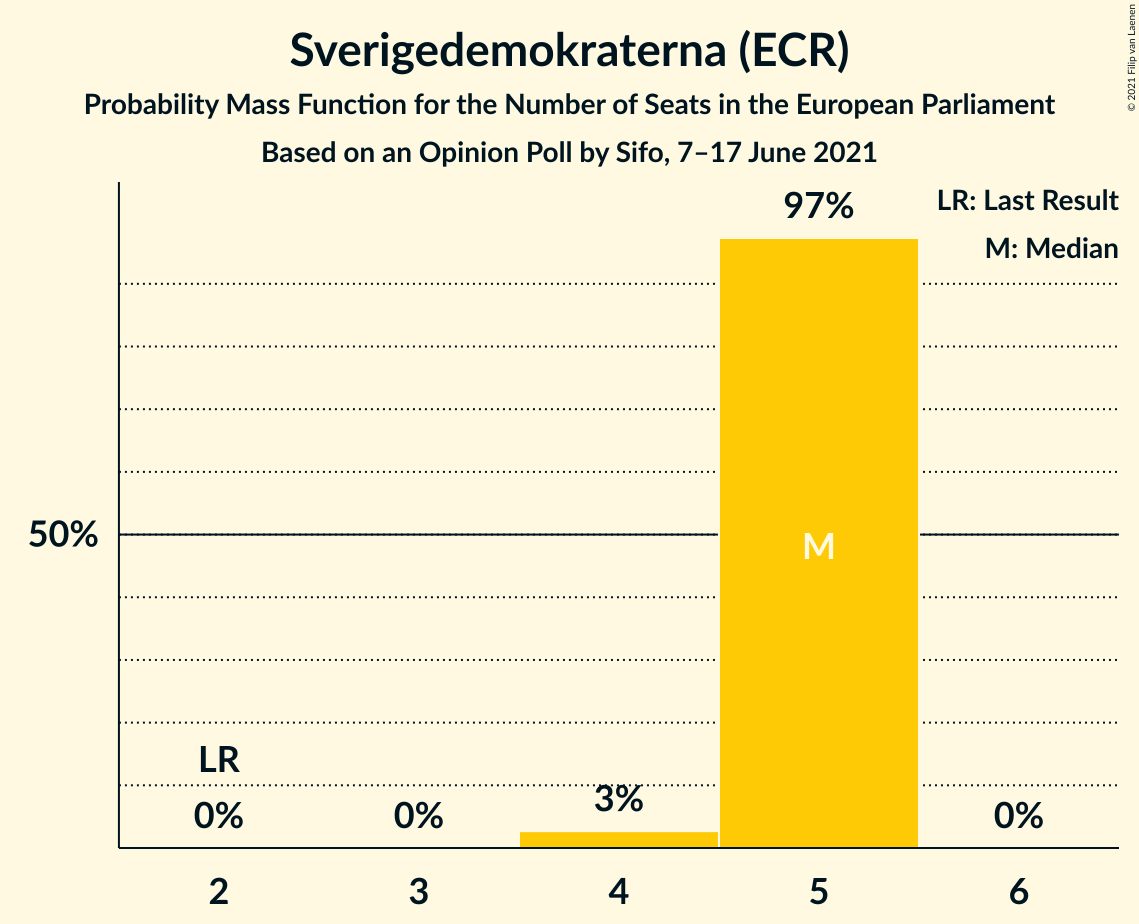 Sverigedemokraterna (ECR)
Probability Mass Function for the Number of Seats in the European Parliament
Based on an Opinion Poll by Sifo, 7–17 June 2021
© 2021 Filip van Laenen
LR: Last Result
M: Median
97%
50%
M
LR
0%
0%
3%
0%
2
3
4
5
6